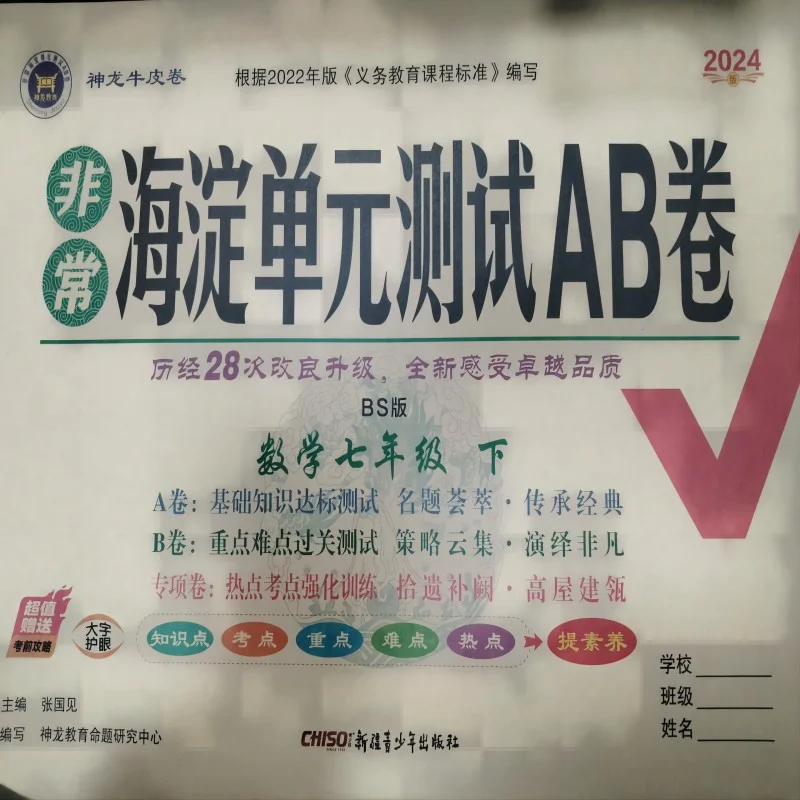 神龙牛皮卷
根据2022年版《义务教育课程标准》编写
2024
版
非常
海淀单元测试AB卷
历经28次改良升级，全新感受卓越品质
BS版
数学七年级 下
A卷：基础知识达标测试 名题荟萃·传承经典
B卷：重点难点过关测试 策略云集·演绎非凡
专项卷：热点考点强化训练 拾遗补阙·高屋建瓴
超值
赠送
考前攻略
大字
护眼
知识点 考点 重点 难点 热点 提素养
学校
班级
姓名
主编 张国见
编写 神龙教育命题研究中心
CHISO 新疆青少年出版社